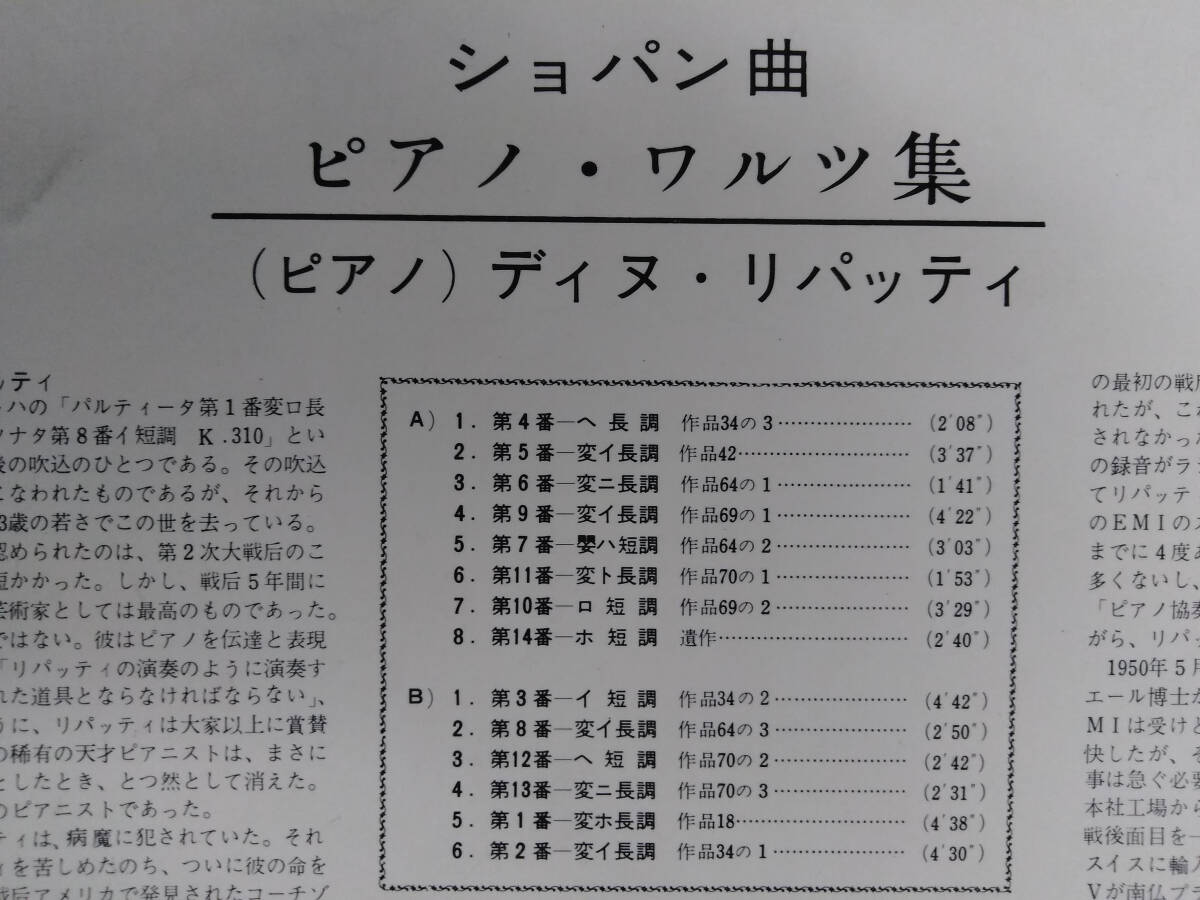 ショパン曲
ピアノ・ワルツ集
(ピアノ) ディヌ・リパッティ
ッティ
ハの「パルティータ第1番変ロ長
ソナタ第8番イ短調 K.310」とい
後の吹込のひとつである。その吹込
こなわれたものであるが、それから
3歳の若さでこの世を去っている。
認められたのは、第2次大戦后のこ
短かかった。しかし、戦后5年間に
芸術家としては最高のものであった。
ではない。彼はピアノを伝達と表現
「リパッティの演奏のように演奏す
れた道具とならなければならない」、
うに、リパッティは大家以上に賞賛
の稀有の天才ピアニストは、まさに
としたとき、とつ然として消えた。
のピアニストであった。
ティは、病魔に犯されていた。それ
ィを苦しめたのち、ついに彼の命を
戦后アメリカで発見されたコーチゾ
A) 1. 第4番—ヘ長調 作品34の3 (2'08")
2. 第5番—変イ長調 作品42 (3'37")
3. 第6番—変ニ長調 作品64の1 (1'41")
4. 第9番—変イ長調 作品69の1 (4'22")
5. 第7番—嬰ハ短調 作品64の2 (3'03")
6. 第11番—変ト長調 作品70の1 (1'53")
7. 第10番—ロ短調 作品69の2 (3'29")
8. 第14番—ホ短調 遺作 (2'40")
B) 1. 第3番—イ短調 作品34の2 (4'42")
2. 第8番—変イ長調 作品64の3 (2'50")
3. 第12番—ヘ短調 作品70の2 (2'42")
4. 第13番—変ニ長調 作品70の3 (2'31")
5. 第1番—変ホ長調 作品18 (4'38")
6. 第2番—変イ長調 作品34の1 (4'30")
の最初の戦
れたが、これ
されなかった
の録音がラ
てリパッテ
のEMIの
までに4度
多くないし、
「ピアノ協奏
がら、リパッ
1950年5月
エール博士が
MIは受けと
快したが、そ
事は急ぐ必要
本社工場から
戦後面目を一
スイスに輸入
Vが南仏プラ